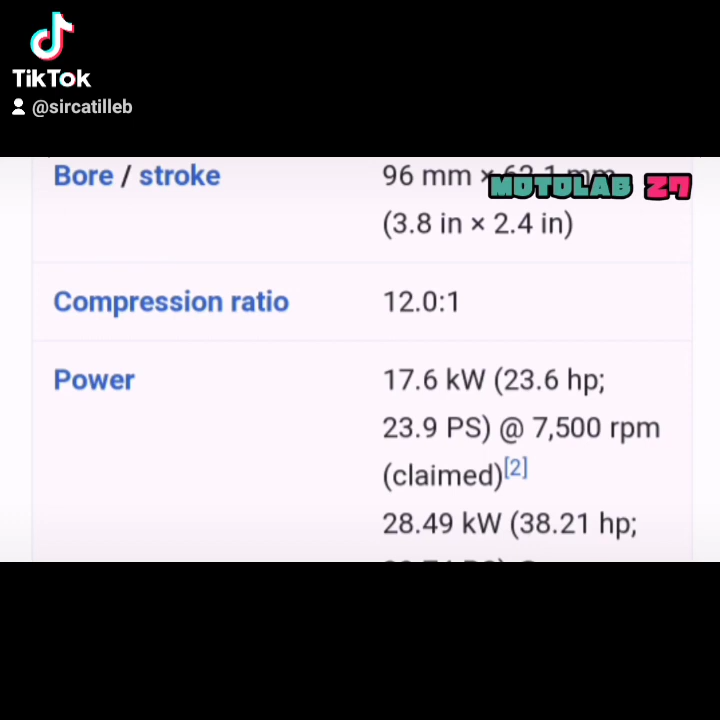 TikTok
@sircatilleb
Bore / stroke
96 mm ×
MOTOLAB Z7
(3.8 in × 2.4 in)
Compression ratio
12.0:1
Power
17.6 kW (23.6 hp;
23.9 PS) @ 7,500 rpm
(claimed)[2]
28.49 kW (38.21 hp;